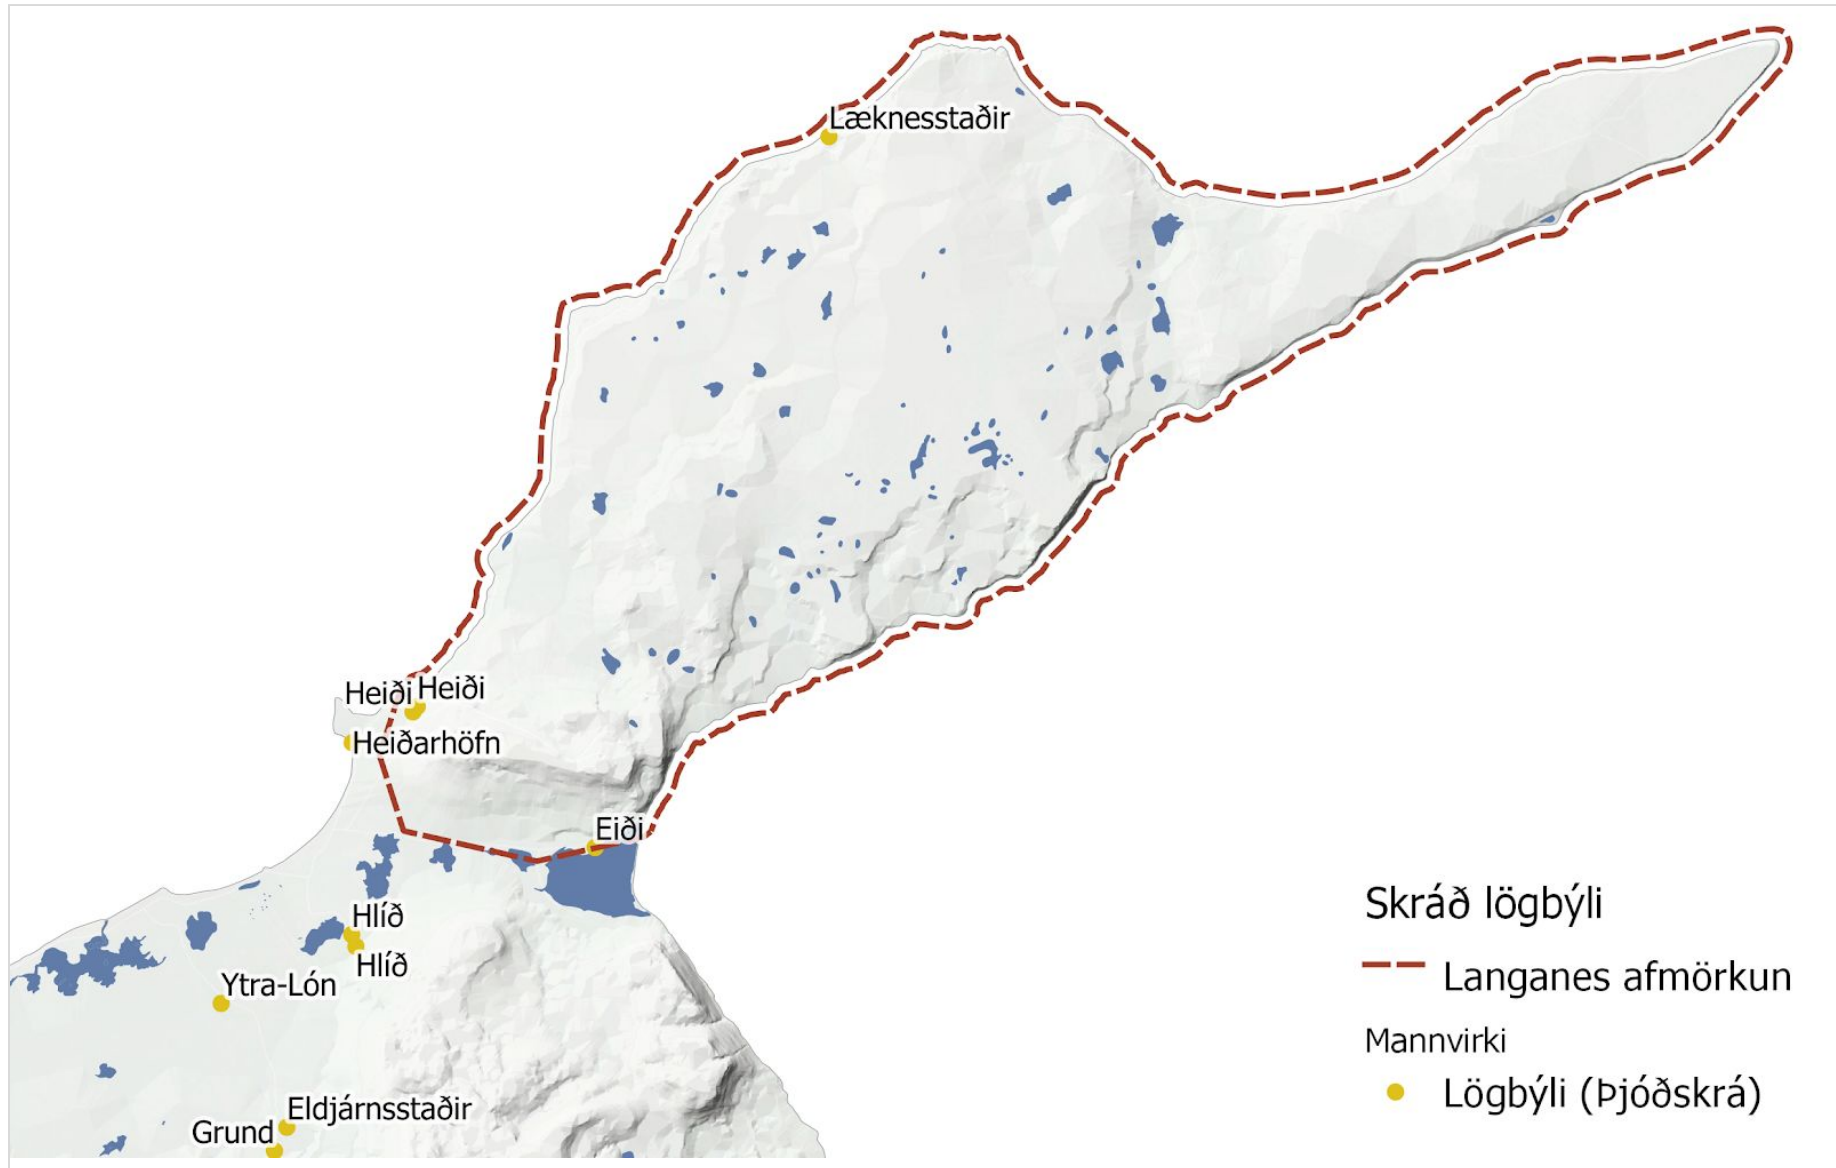 Læknesstaðir
Heiði
Heiði
Heiðarhöfn
Eiði
Hlíð
Hlíð
Ytra-Lón
Eldjárnsstaðir
Grund
Skráð lögbýli
Langanes afmörkun
Mannvirki
Lögbýli (Þjóðskrá)